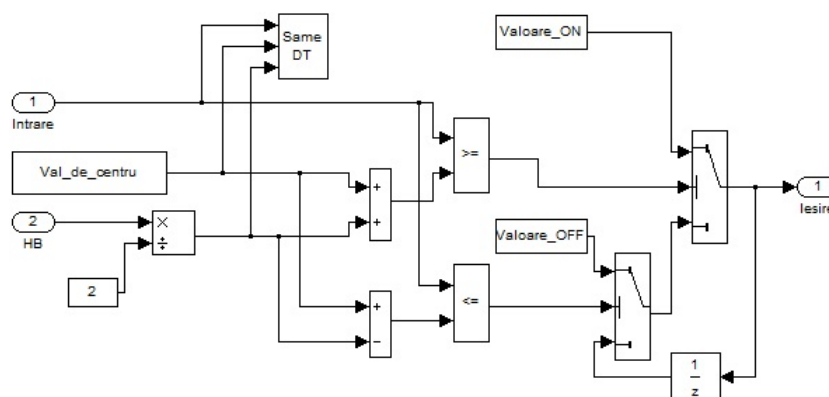 Same
DT
Valoare_ON
1
Intrare
Val_de_centru
+
+
>=
1
Iesire
2
HB
×
÷
2
Valoare_OFF
+
−
<=
1
z